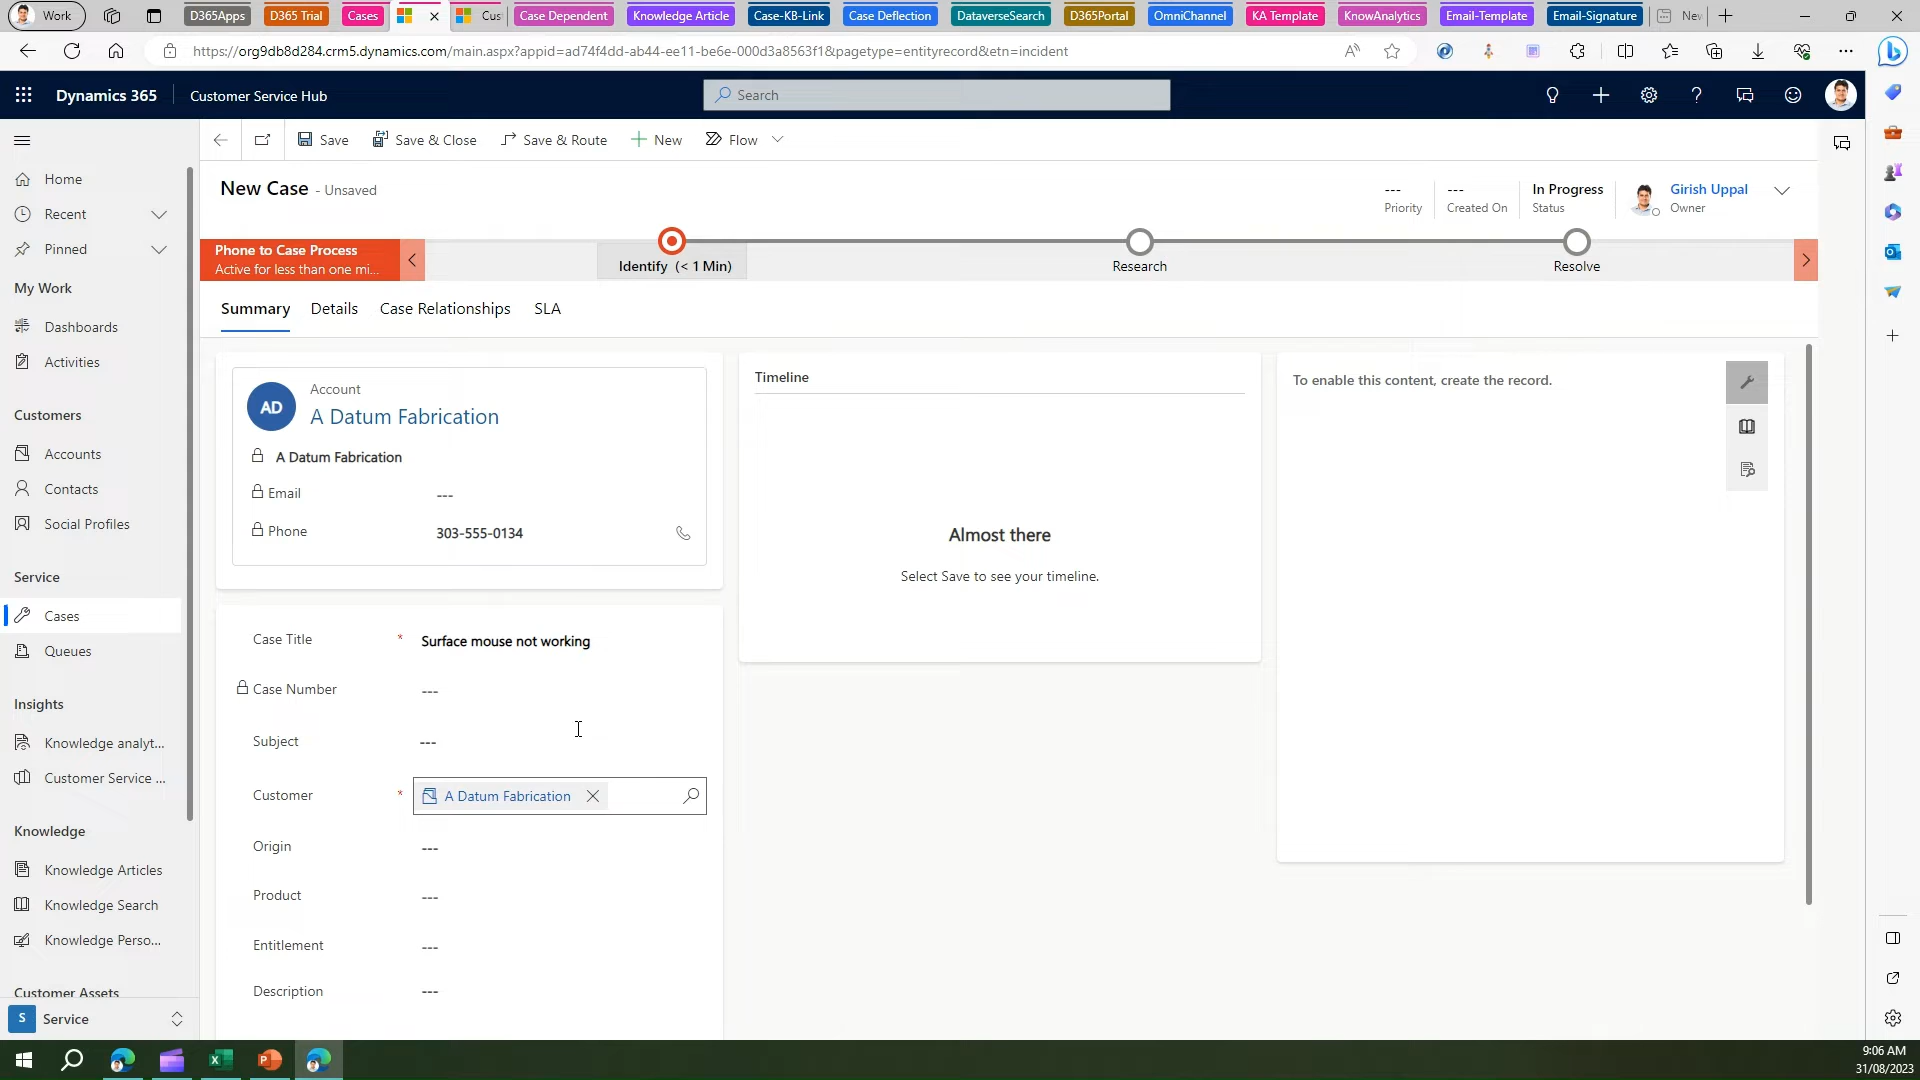 Work
D365Apps
D365 Trial
Cases
Cus
Case Dependent
Knowledge Article
Case-KB-Link
Case Deflection
DataverseSearch
D365Portal
OmniChannel
KA Template
KnowAnalytics
Email-Template
Email-Signature
Nev
https://org9db8d284.crm5.dynamics.com/main.aspx?appid=ad74f4dd-ab44-ee11-be6e-000d3a8563f1&pagetype=entityrecord&etn=incident
Dynamics 365
Customer Service Hub
Search
Save
Save & Close
Save & Route
New
Flow
Home
Recent
Pinned
My Work
Dashboards
Activities
Customers
Accounts
Contacts
Social Profiles
Service
Cases
Queues
Insights
Knowledge analyt...
Customer Service ...
Knowledge
Knowledge Articles
Knowledge Search
Knowledge Perso...
Customer Assets
S Service
New Case - Unsaved
---
Priority
---
Created On
In Progress
Status
Girish Uppal
Owner
Phone to Case Process
Active for less than one mi...
Identify (< 1 Min)
Research
Resolve
Summary
Details
Case Relationships
SLA
AD
Account
A Datum Fabrication
A Datum Fabrication
Email ---
Phone 303-555-0134
Case Title * Surface mouse not working
Case Number ---
Subject ---
Customer * A Datum Fabrication
Origin ---
Product ---
Entitlement ---
Description ---
Timeline
Almost there
Select Save to see your timeline.
To enable this content, create the record.
9:06 AM
31/08/2023